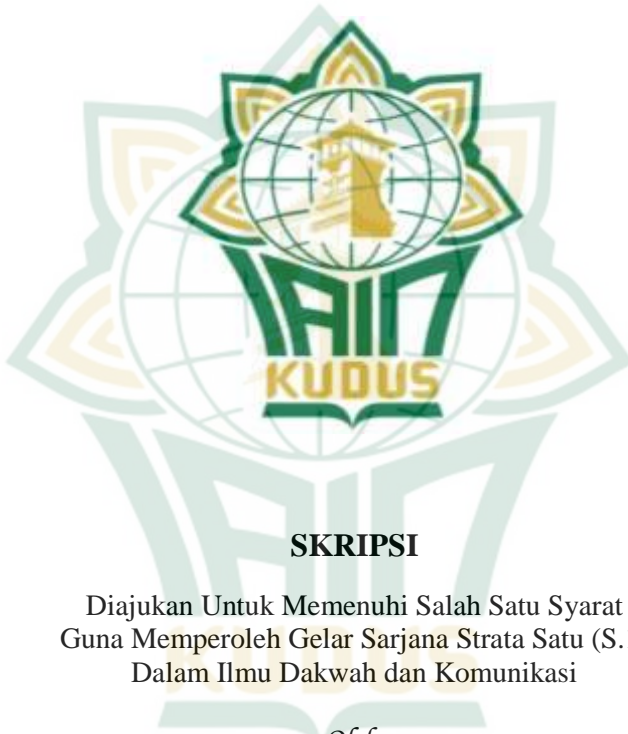 IAIN
KUDUS
SKRIPSI
Diajukan Untuk Memenuhi Salah Satu Syarat
Guna Memperoleh Gelar Sarjana Strata Satu (S.
Dalam Ilmu Dakwah dan Komunikasi